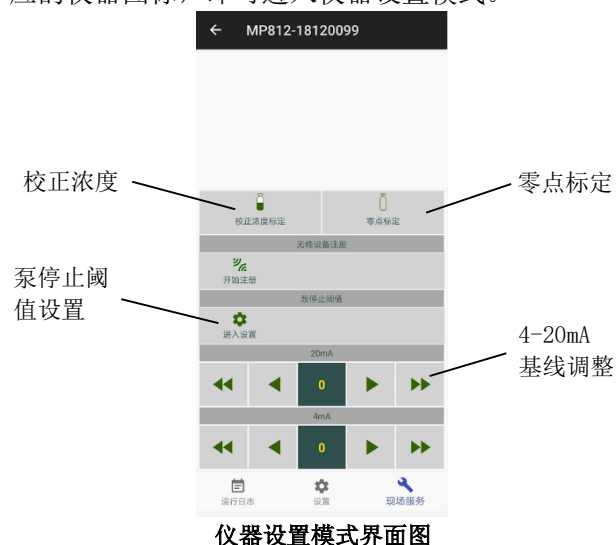 MP812-18120099
校正浓度
零点标定
校正浓度标定
零点标定
无线设备注册
开始注册
泵停止阈
值设置
泵停止阈值
进入设置
20mA
4-20mA
基线调整
0
4mA
0
运行日志
设置
现场服务
仪器设置模式界面图